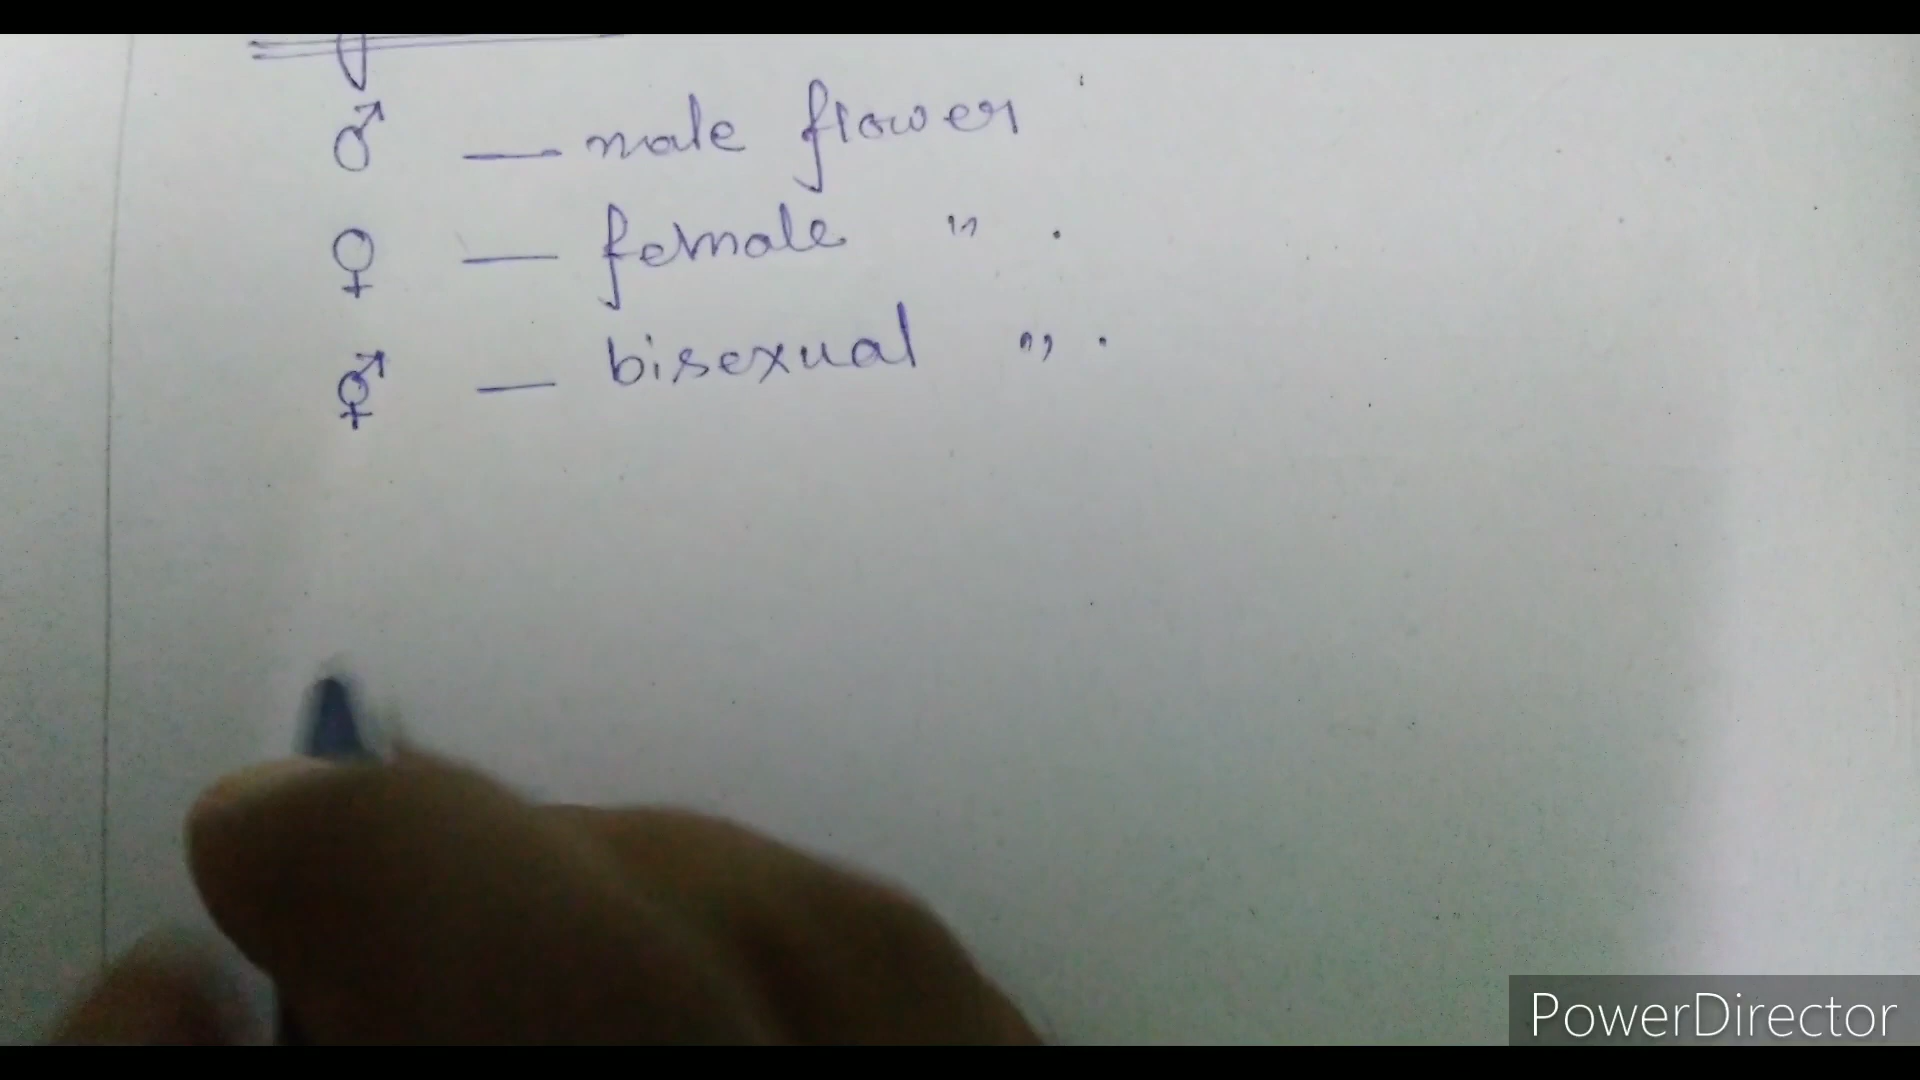 ♂ — male flower
♀ — female " .
⚥ — bisexual " .
PowerDirector